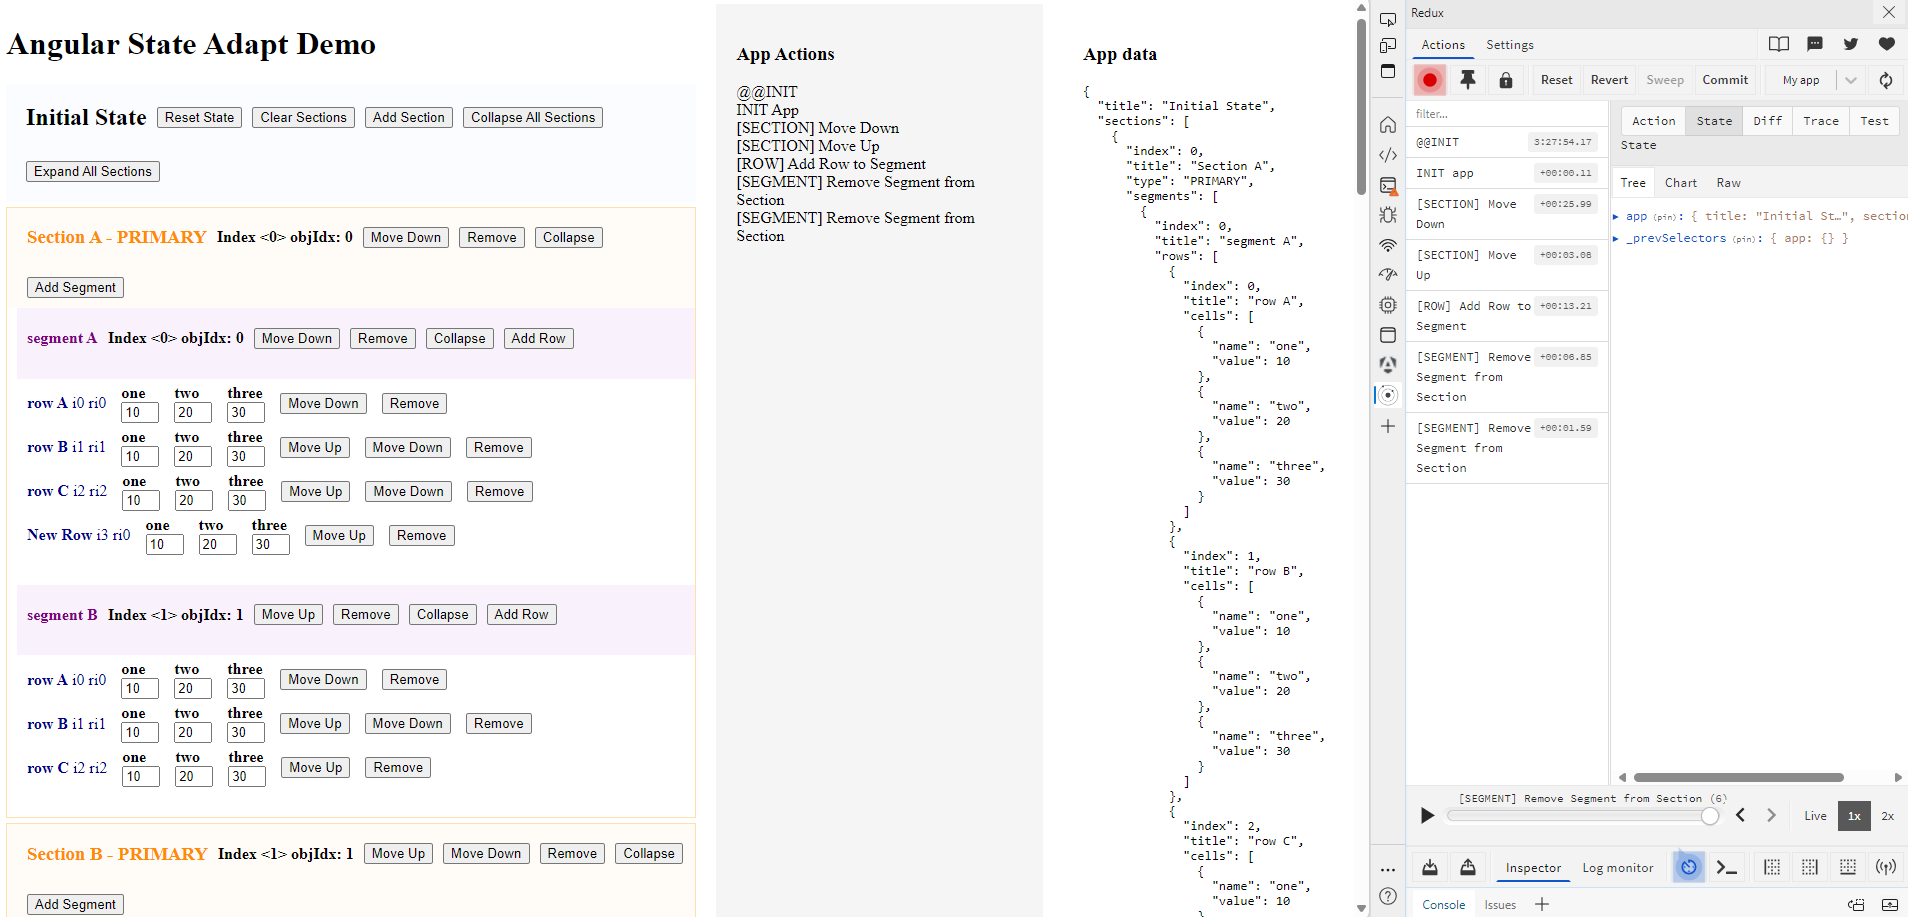 Angular State Adapt Demo
Initial State Reset State Clear Sections Add Section Collapse All Sections
Expand All Sections
Section A - PRIMARY Index <0> objIdx: 0 Move Down Remove Collapse
Add Segment
segment A Index <0> objIdx: 0 Move Down Remove Collapse Add Row
one two three
row A i0 ri0 10 20 30 Move Down Remove
one two three
row B i1 ri1 10 20 30 Move Up Move Down Remove
one two three
row C i2 ri2 10 20 30 Move Up Move Down Remove
one two three
New Row i3 ri0 10 20 30 Move Up Remove
segment B Index <1> objIdx: 1 Move Up Remove Collapse Add Row
one two three
row A i0 ri0 10 20 30 Move Down Remove
one two three
row B i1 ri1 10 20 30 Move Up Move Down Remove
one two three
row C i2 ri2 10 20 30 Move Up Remove
Section B - PRIMARY Index <1> objIdx: 1 Move Up Move Down Remove Collapse
Add Segment
App Actions
@@INIT
INIT App
[SECTION] Move Down
[SECTION] Move Up
[ROW] Add Row to Segment
[SEGMENT] Remove Segment from
Section
[SEGMENT] Remove Segment from
Section
App data
{
"title": "Initial State",
"sections": [
{
"index": 0,
"title": "Section A",
"type": "PRIMARY",
"segments": [
{
"index": 0,
"title": "segment A",
"rows": [
{
"index": 0,
"title": "row A",
"cells": [
{
"name": "one",
"value": 10
},
{
"name": "two",
"value": 20
},
{
"name": "three",
"value": 30
}
]
},
{
"index": 1,
"title": "row B",
"cells": [
{
"name": "one",
"value": 10
},
{
"name": "two",
"value": 20
},
{
"name": "three",
"value": 30
}
]
},
{
"index": 2,
"title": "row C",
"cells": [
{
"name": "one",
"value": 10
}
Redux
Actions Settings
Reset Revert Sweep Commit My app
filter...
@@INIT 3:27:54.17
INIT app +00:00.11
[SECTION] Move +00:25.99
Down
[SECTION] Move +00:03.08
Up
[ROW] Add Row to +00:13.21
Segment
[SEGMENT] Remove +00:06.85
Segment from
Section
[SEGMENT] Remove +00:01.59
Segment from
Section
Action State Diff Trace Test
State
Tree Chart Raw
app (pin): { title: "Initial St…", sectio
_prevSelectors (pin): { app: {} }
[SEGMENT] Remove Segment from Section (6)
Live 1x 2x
Inspector Log monitor
Console Issues